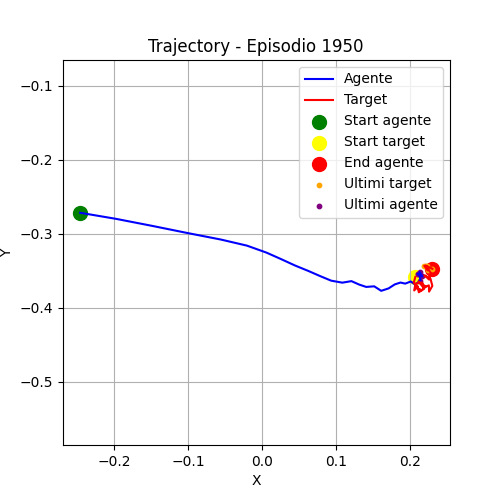 Trajectory - Episodio 1950
Agente
Target
Start agente
Start target
End agente
Ultimi target
Ultimi agente
−0.1
−0.2
−0.3
−0.4
−0.5
Y
−0.2
−0.1
0.0
0.1
0.2
X